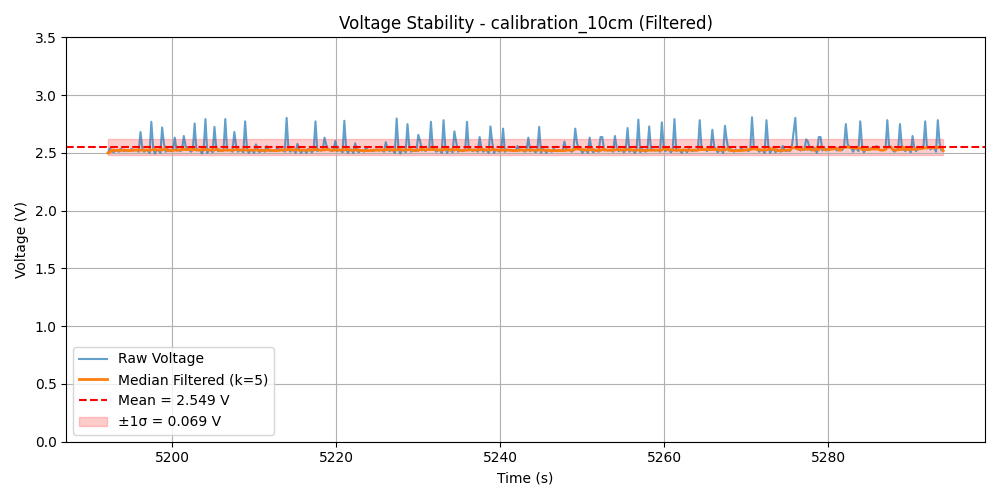 Voltage Stability - calibration_10cm (Filtered)
Voltage (V)
3.5
3.0
2.5
2.0
1.5
1.0
0.5
0.0
Raw Voltage
Median Filtered (k=5)
Mean = 2.549 V
±1σ = 0.069 V
5200
5220
5240
5260
5280
Time (s)